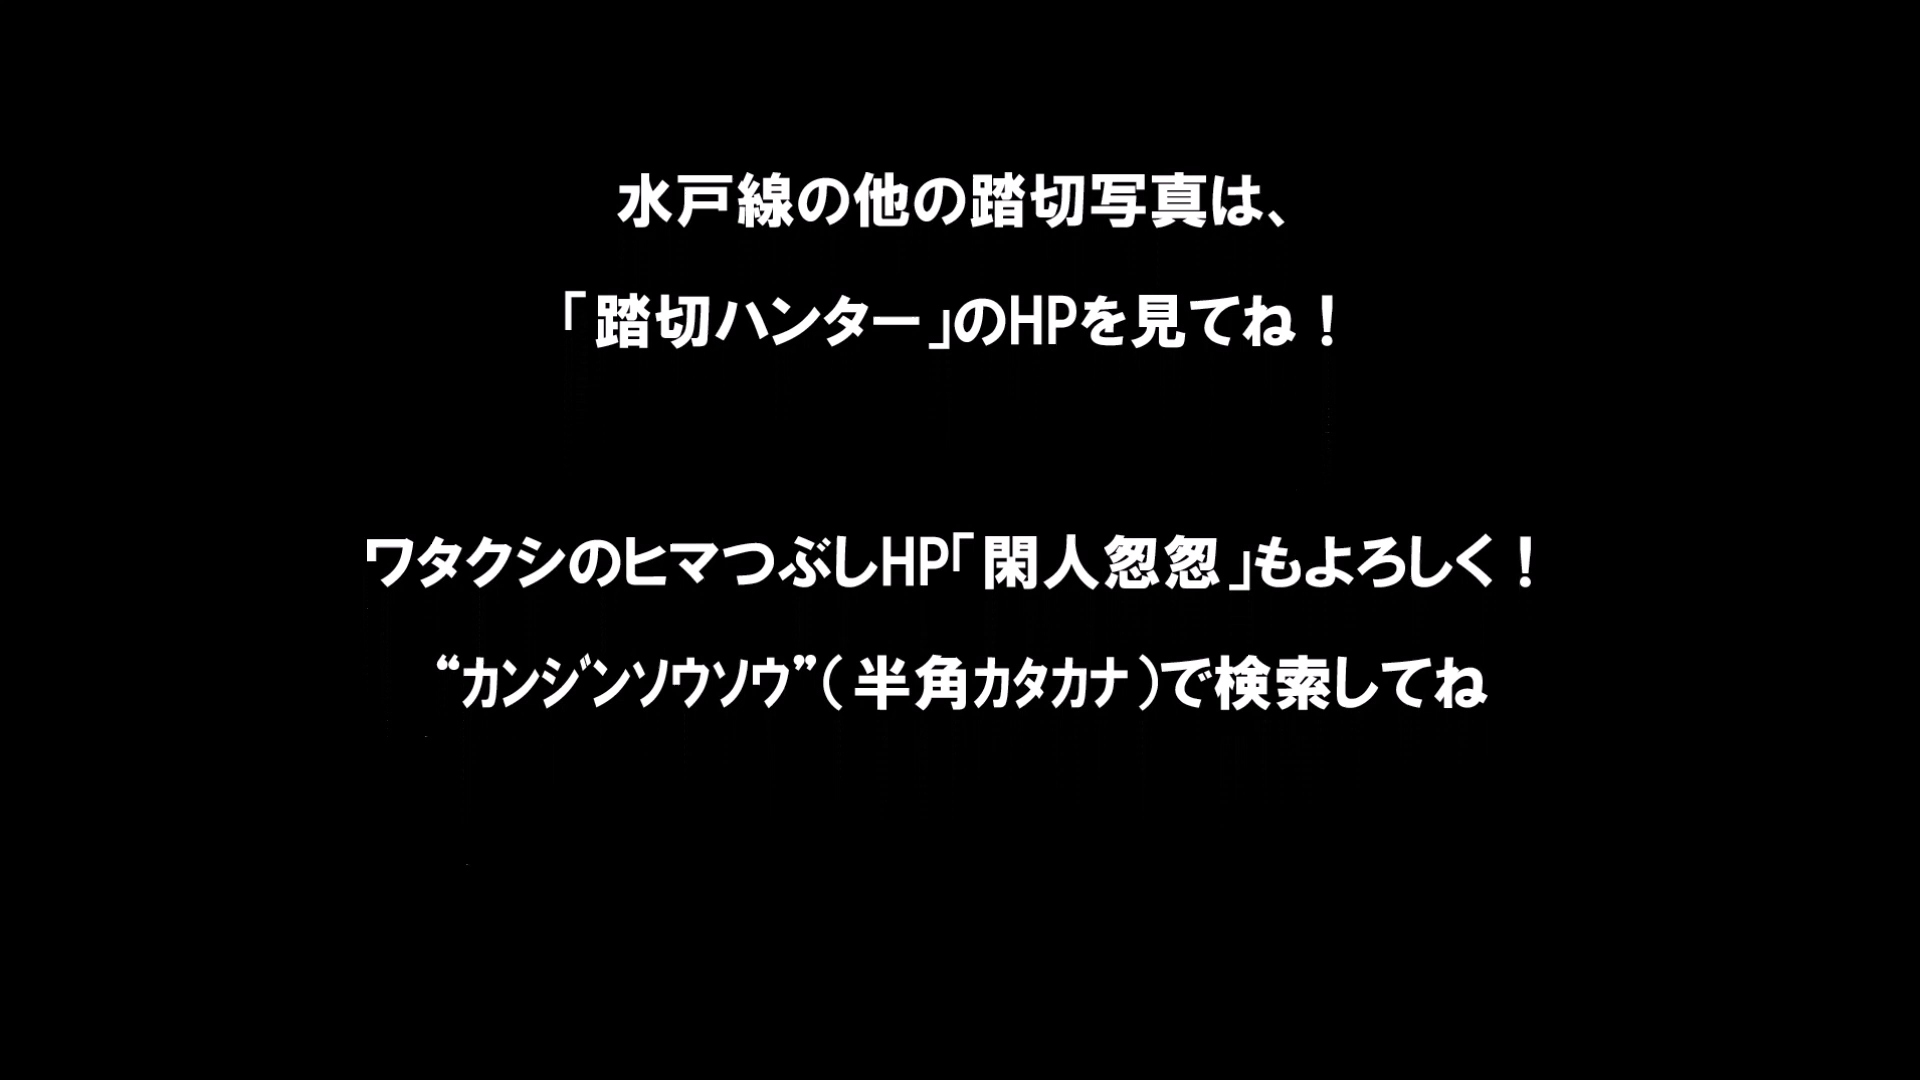 水戸線の他の踏切写真は、
「踏切ハンター」のHPを見てね！
ワタクシのヒマつぶしHP「閑人怱怱」もよろしく！
“ｶﾝｼﾞﾝｿｳｿｳ”（半角ｶﾀｶﾅ）で検索してね